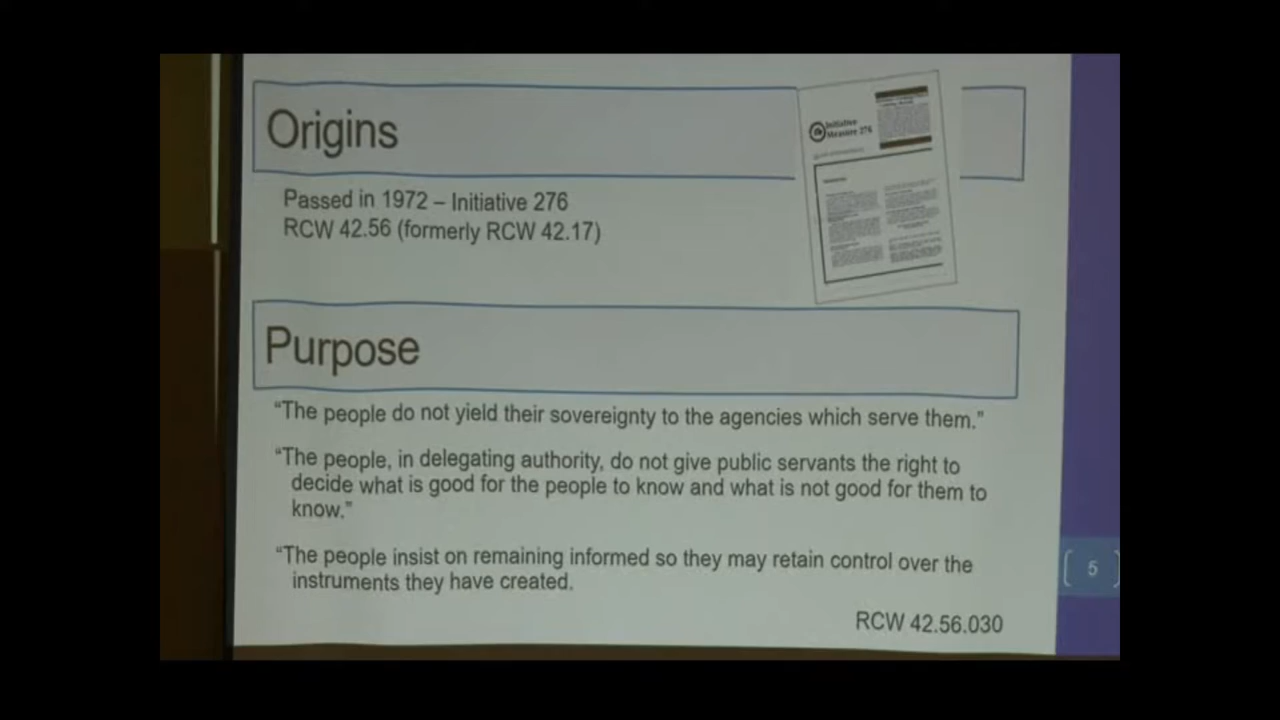 Origins
Initiative
Measure 276
Passed in 1972 – Initiative 276
RCW 42.56 (formerly RCW 42.17)
Purpose
“The people do not yield their sovereignty to the agencies which serve them.”
“The people, in delegating authority, do not give public servants the right to
decide what is good for the people to know and what is not good for them to
know.”
“The people insist on remaining informed so they may retain control over the
instruments they have created.
5
RCW 42.56.030